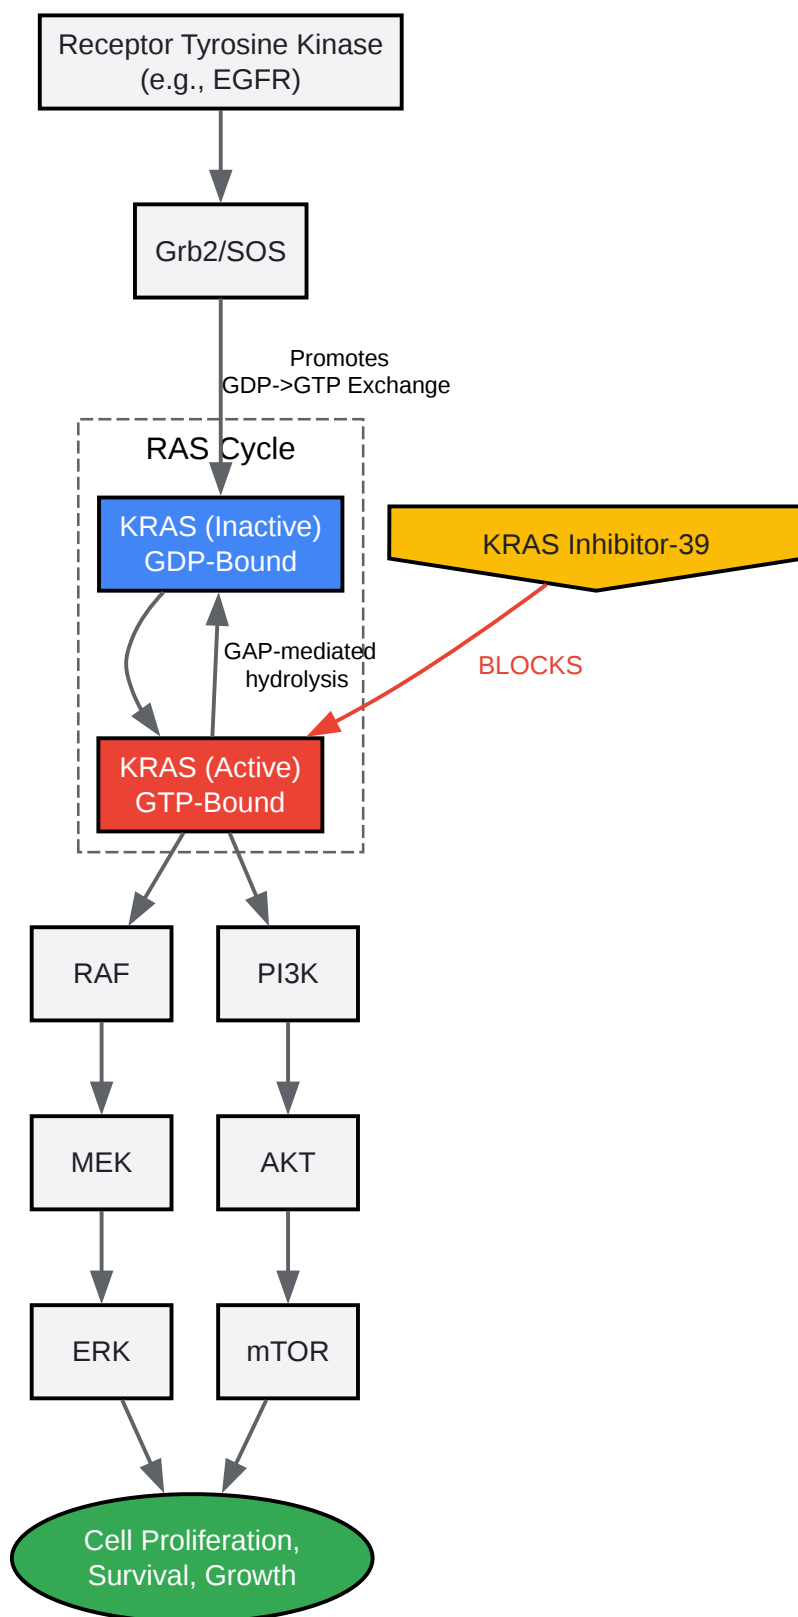 Receptor Tyrosine Kinase
(e.g., EGFR)
Grb2/SOS
Promotes
GDP->GTP Exchange
RAS Cycle
KRAS (Inactive)
GDP-Bound
KRAS Inhibitor-39
GAP-mediated
hydrolysis
BLOCKS
KRAS (Active)
GTP-Bound
RAF
PI3K
MEK
AKT
ERK
mTOR
Cell Proliferation,
Survival, Growth